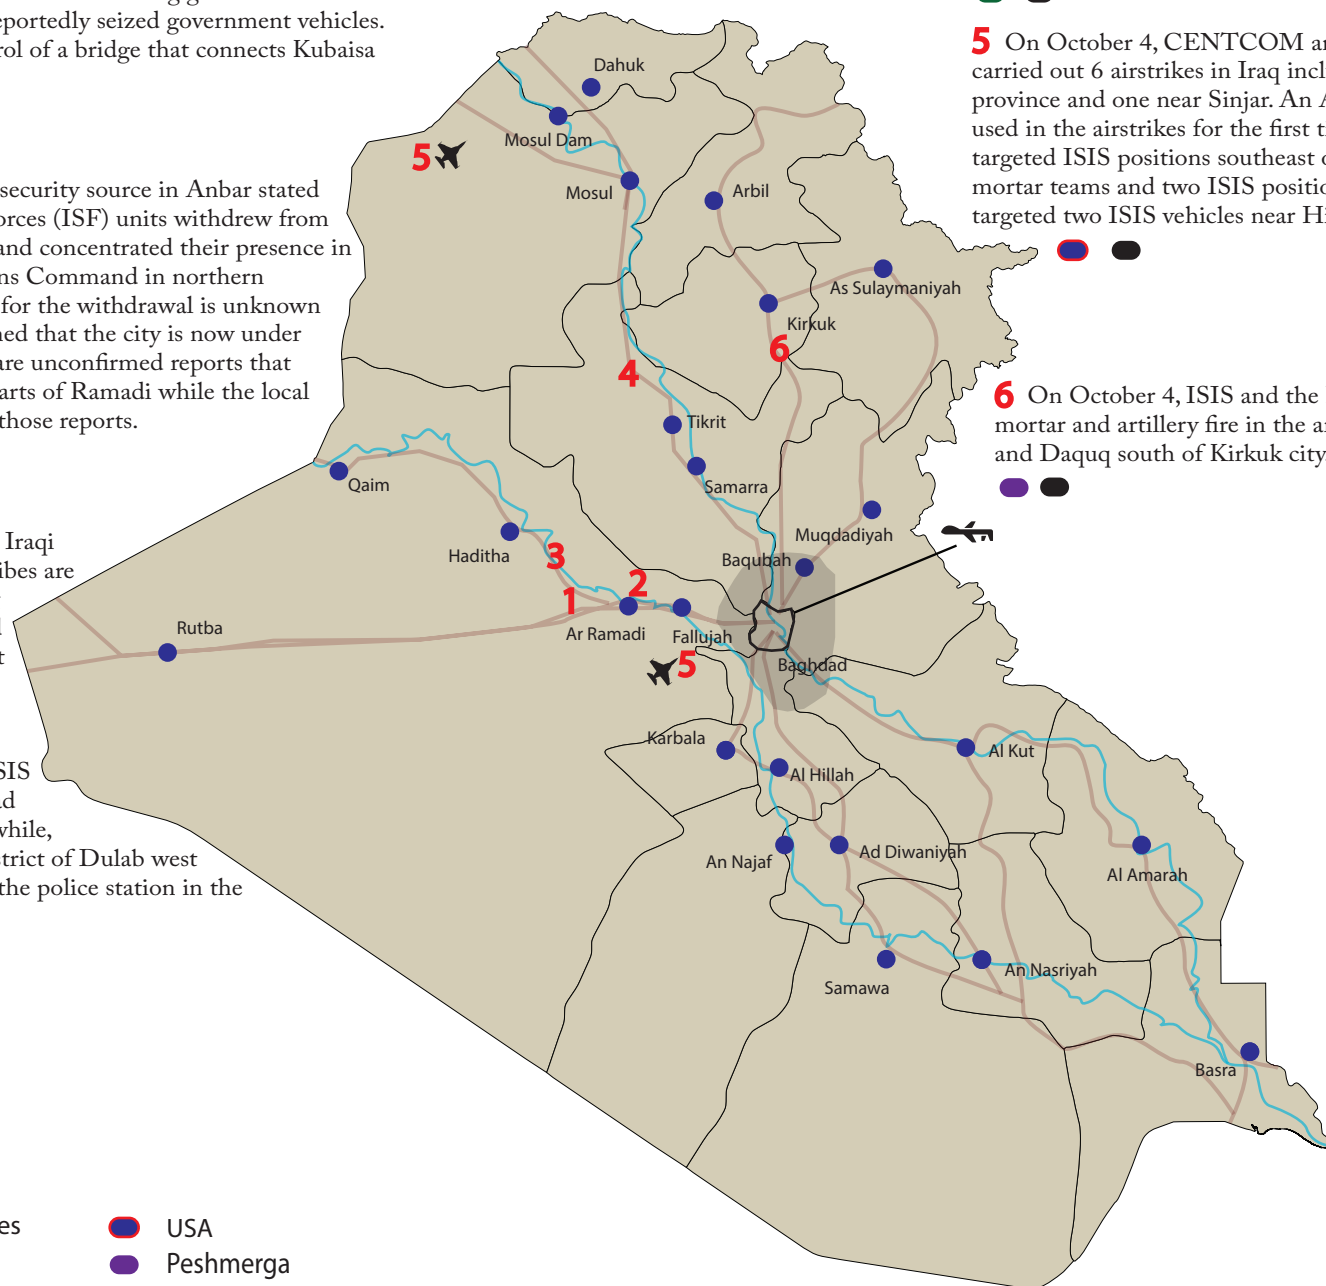 reportedly seized government vehicles.
rol of a bridge that connects Kubaisa
security source in Anbar stated
orces (ISF) units withdrew from
and concentrated their presence in
ns Command in northern
for the withdrawal is unknown
ned that the city is now under
are unconfirmed reports that
arts of Ramadi while the local
those reports.
Iraqi
ibes are
SIS
ad
while,
strict of Dulab west
the police station in the
es
USA
Peshmerga
5 On October 4, CENTCOM an
carried out 6 airstrikes in Iraq incl
province and one near Sinjar. An A
used in the airstrikes for the first ti
targeted ISIS positions southeast o
mortar teams and two ISIS positio
targeted two ISIS vehicles near Hi
6 On October 4, ISIS and the
mortar and artillery fire in the ar
and Daquq south of Kirkuk city.
Dahuk
Mosul Dam
5
Mosul
Arbil
As Sulaymaniyah
Kirkuk
6
4
Tikrit
Qaim
Samarra
Muqdadiyah
Haditha
3
Baqubah
2
1
Rutba
Ar Ramadi
Fallujah
5
Baghdad
Karbala
Al Kut
Al Hillah
An Najaf
Ad Diwaniyah
Al Amarah
An Nasriyah
Samawa
Basra